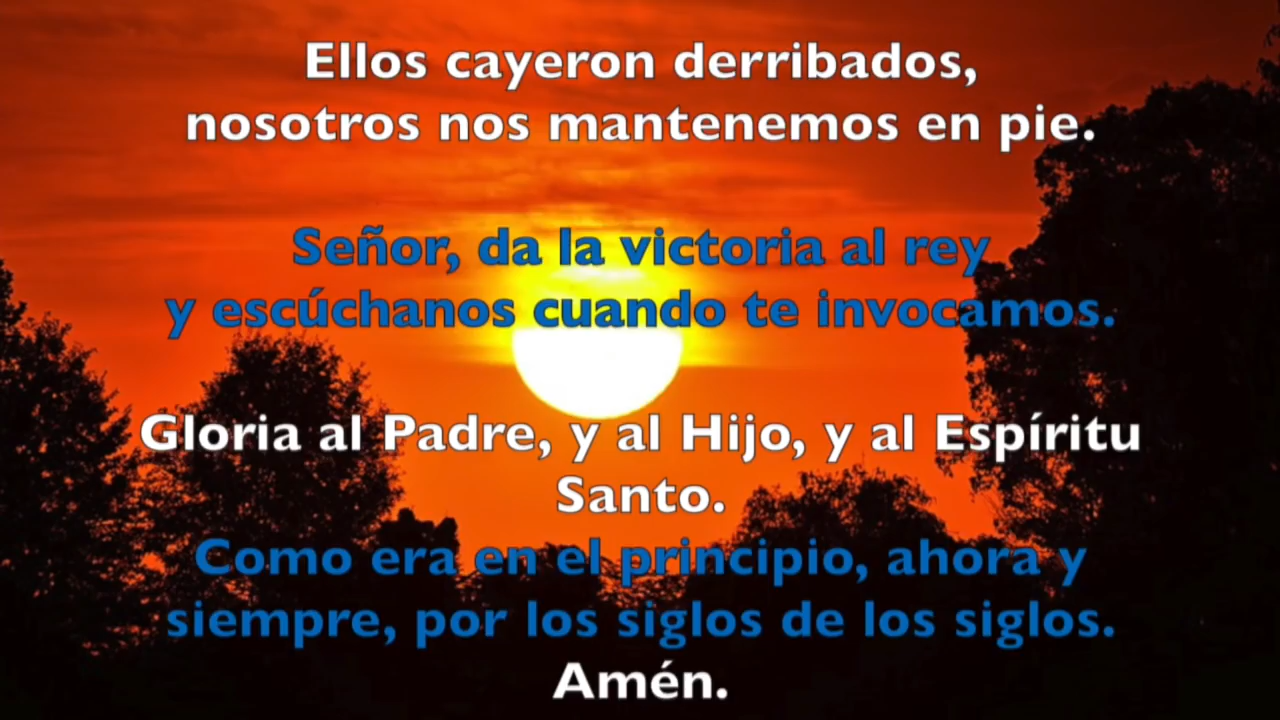 Ellos cayeron derribados,
nosotros nos mantenemos en pie.
Señor, da la victoria al rey
y escúchanos cuando te invocamos.
Gloria al Padre, y al Hijo, y al Espíritu
Santo.
Como era en el principio, ahora y
siempre, por los siglos de los siglos.
Amén.